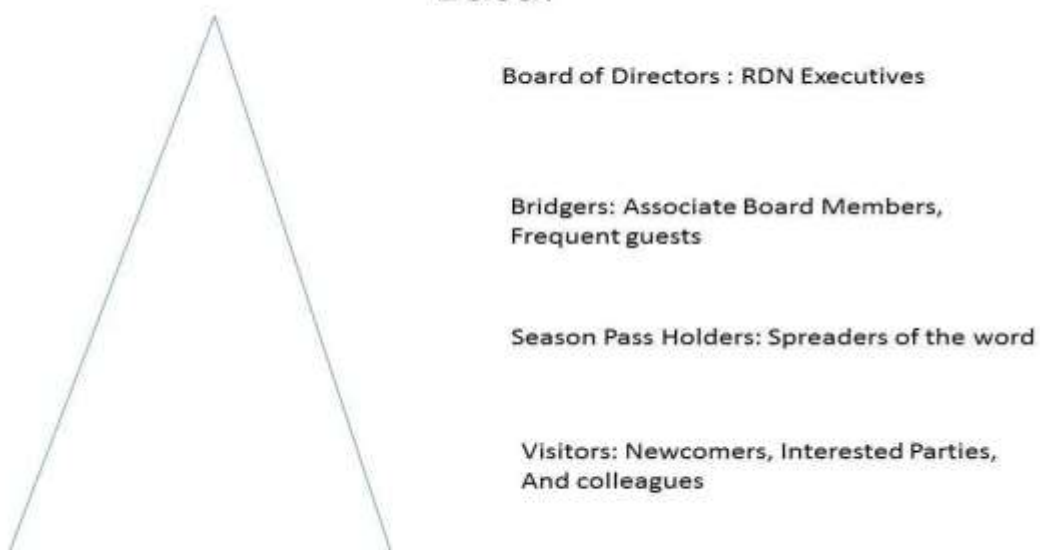 Board of Directors : RDN Executives
Bridgers: Associate Board Members,
Frequent guests
Season Pass Holders: Spreaders of the word
Visitors: Newcomers, Interested Parties,
And colleagues